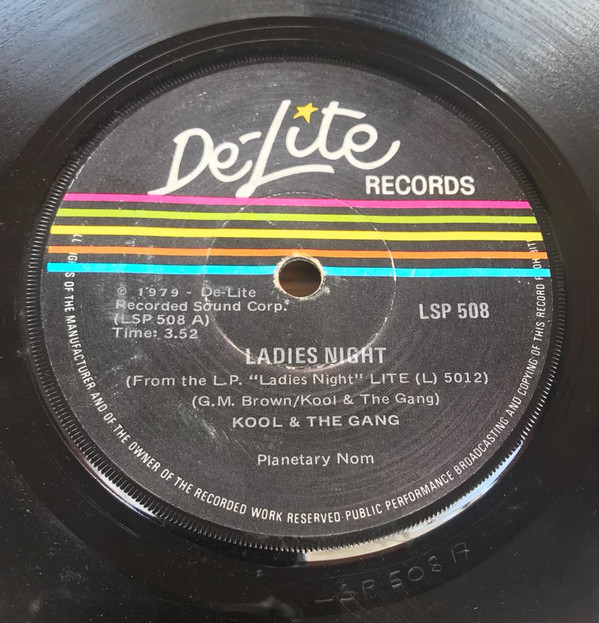 De-Lite
RECORDS
℗ 1979 - De-Lite
Recorded Sound Corp.
(LSP 508 A)
Time: 3.52
LSP 508
LADIES NIGHT
(From the L.P. "Ladies Night" LITE (L) 5012)
(G.M. Brown/Kool & The Gang)
KOOL & THE GANG
Planetary Nom
OF THE MANUFACTURER AND OF THE OWNER OF THE RECORDED WORK RESERVED·PUBLIC PERFORMANCE BROADCASTING AND COPYING OF THIS RECORD
LSP 508 A